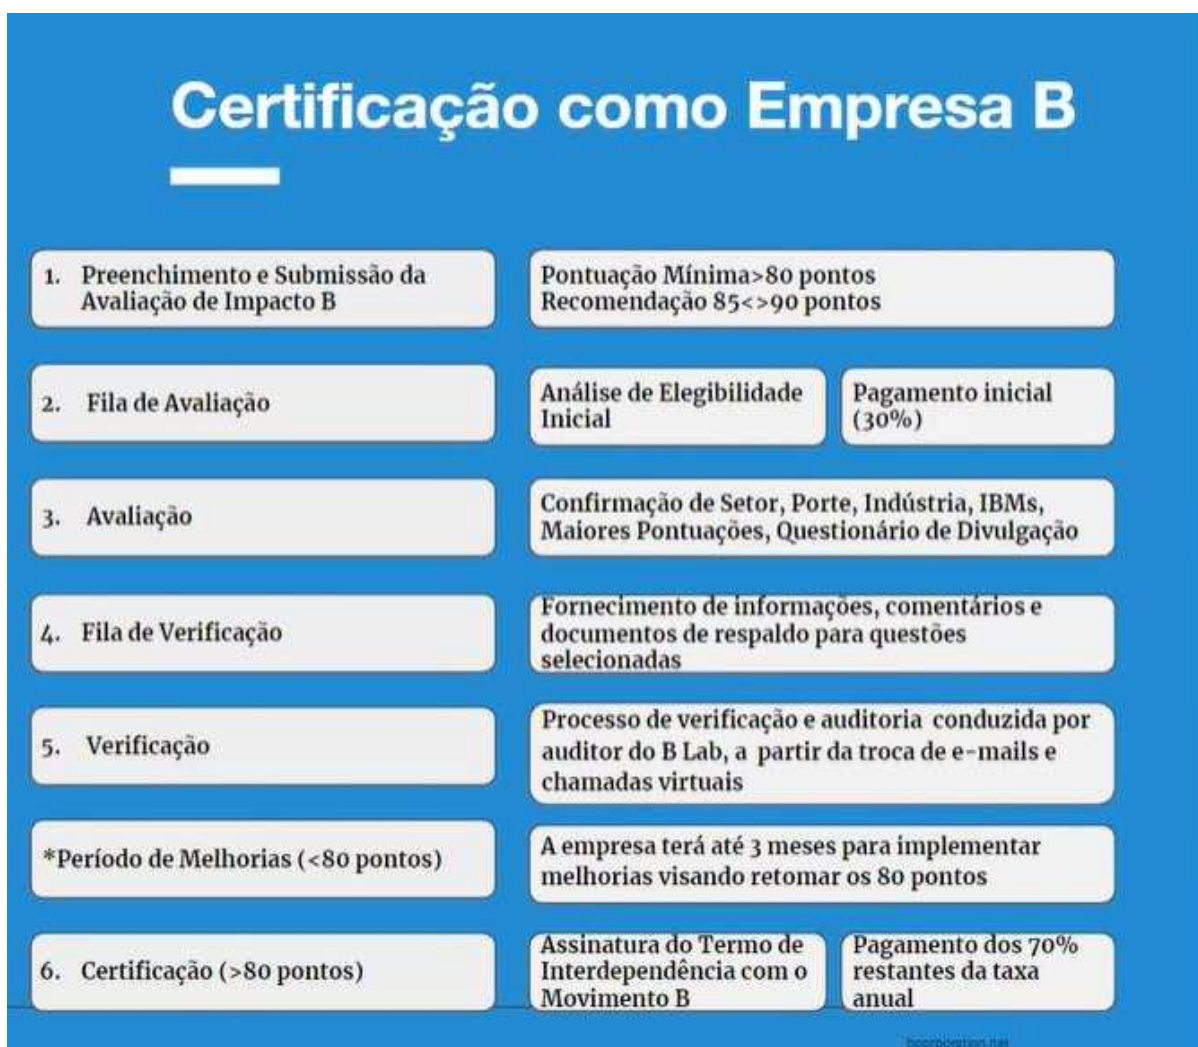 Certificação como Empresa B
1. Preenchimento e Submissão da
Avaliação de Impacto B
Pontuação Mínima>80 pontos
Recomendação 85<>90 pontos
2. Fila de Avaliação
Análise de Elegibilidade
Inicial
Pagamento inicial
(30%)
3. Avaliação
Confirmação de Setor, Porte, Indústria, IBMs,
Maiores Pontuações, Questionário de Divulgação
4. Fila de Verificação
Fornecimento de informações, comentários e
documentos de respaldo para questões
selecionadas
5. Verificação
Processo de verificação e auditoria conduzida por
auditor do B Lab, a partir da troca de e-mails e
chamadas virtuais
*Período de Melhorias (<80 pontos)
A empresa terá até 3 meses para implementar
melhorias visando retomar os 80 pontos
6. Certificação (>80 pontos)
Assinatura do Termo de
Interdependência com o
Movimento B
Pagamento dos 70%
restantes da taxa
anual